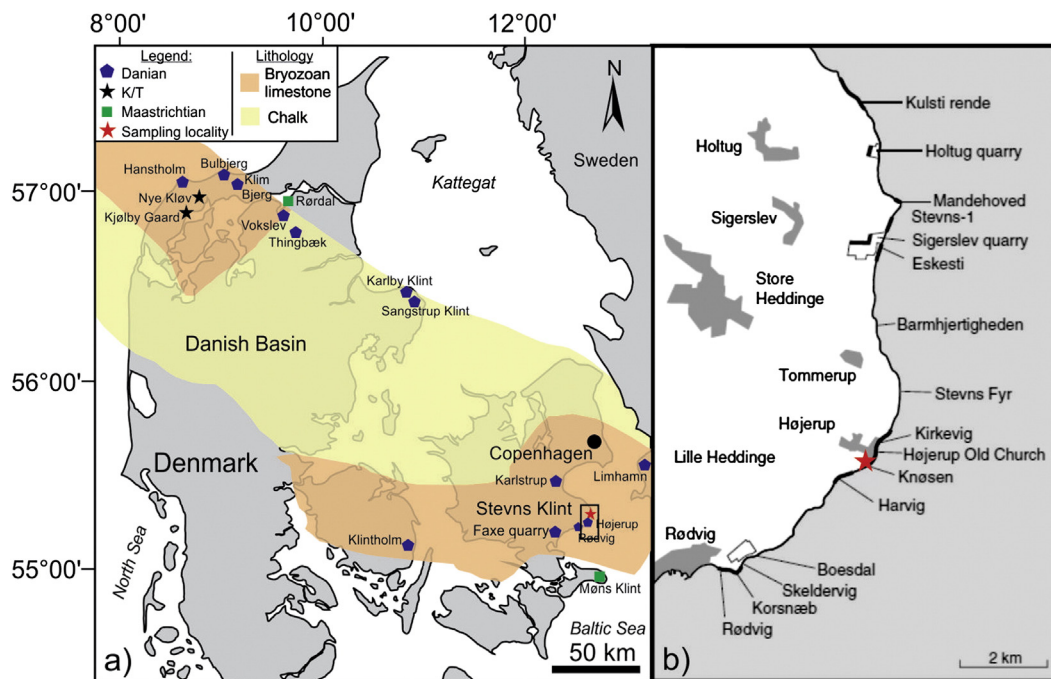 8°00'
10°00'
12°00'
57°00'
56°00'
55°00'
Legend:
Danian
K/T
Maastrichtian
Sampling locality
Lithology
Bryozoan
limestone
Chalk
N
Sweden
Kattegat
Hanstholm
Bulbjerg
Klim
Bjerg
Nye Kløv
Kjølby Gaard
Rørdal
Vokslev
Thingbæk
Karlby Klint
Sangstrup Klint
Danish Basin
Denmark
Copenhagen
Karlstrup
Limhamn
Stevns Klint
Højerup
Faxe quarry
Rødvig
Klintholm
Møns Klint
North Sea
Baltic Sea
50 km
a)
Kulsti rende
Holtug
Holtug quarry
Mandehoved
Stevns-1
Sigerslev
Sigerslev quarry
Eskesti
Store
Heddinge
Barmhjertigheden
Tommerup
Stevns Fyr
Højerup
Kirkevig
Lille Heddinge
Højerup Old Church
Knøsen
Harvig
Rødvig
Boesdal
Skeldervig
Korsnæb
Rødvig
2 km
b)